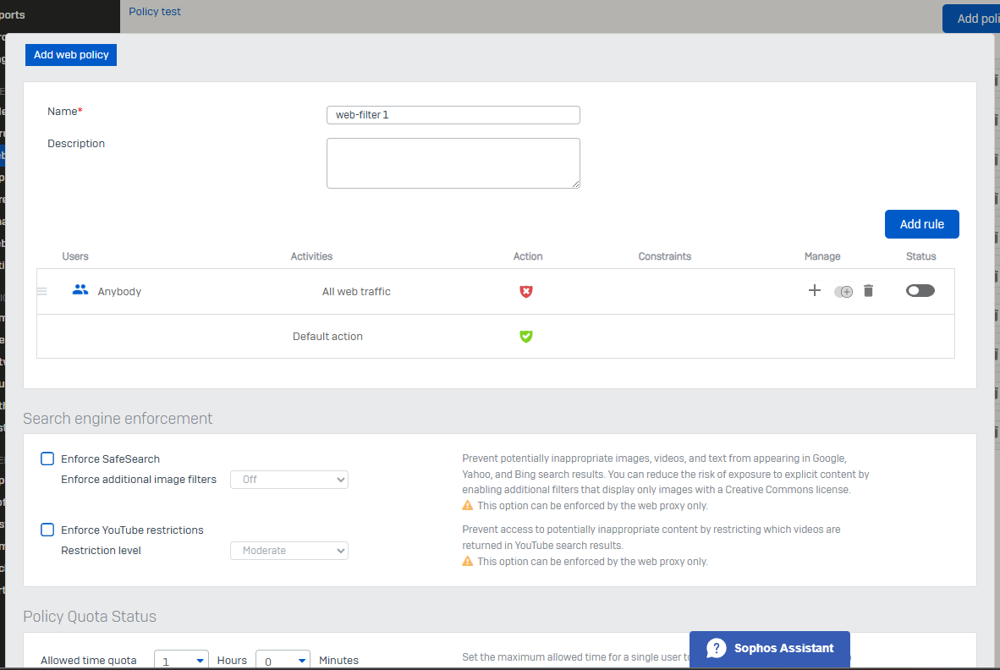 ports
Policy test
Add poli
Add web policy
Name*
web-filter 1
Description
Add rule
Users Activities Action Constraints Manage Status
Anybody All web traffic
Default action
Search engine enforcement
Enforce SafeSearch
Enforce additional image filters Off
Prevent potentially inappropriate images, videos, and text from appearing in Google,
Yahoo, and Bing search results. You can reduce the risk of exposure to explicit content by
enabling additional filters that display only images with a Creative Commons license.
This option can be enforced by the web proxy only.
Enforce YouTube restrictions
Restriction level Moderate
Prevent access to potentially inappropriate content by restricting which videos are
returned in YouTube search results.
This option can be enforced by the web proxy only.
Policy Quota Status
Allowed time quota 1 Hours 0 Minutes
Set the maximum allowed time for a single user
Sophos Assistant